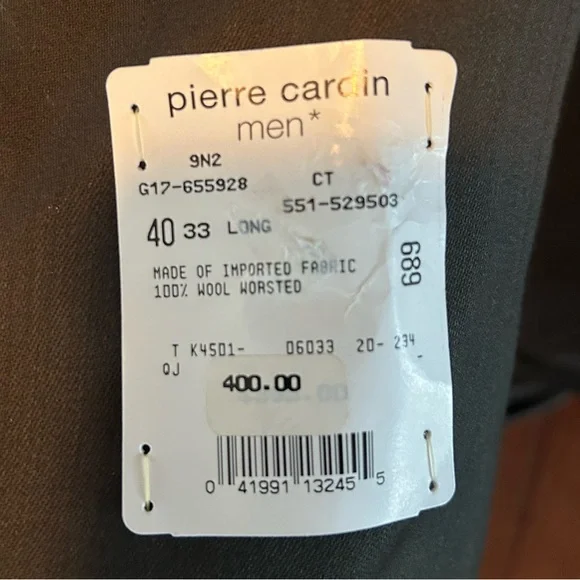 pierre cardin
men*
9N2
G17-655928
CT
551-529503
40 33 LONG
689
MADE OF IMPORTED FABRIC
100% WOOL WORSTED
T K4501- 06033 20- 234
QJ -
400.00
0 41991 13245 5